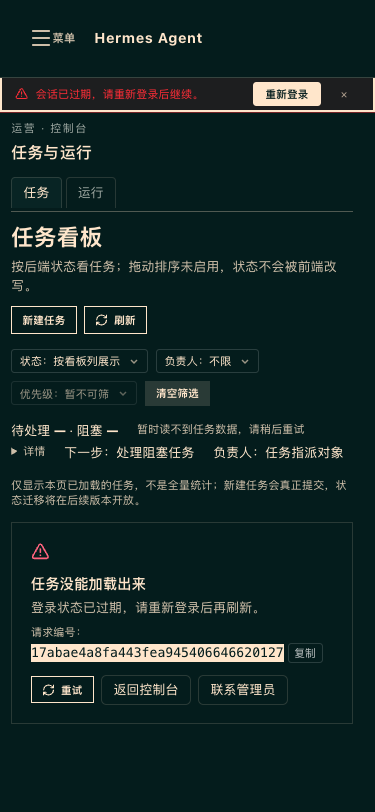 菜单 Hermes Agent
会话已过期，请重新登录后继续。 重新登录 ×
运营 · 控制台
任务与运行
任务 运行
任务看板
按后端状态看任务；拖动排序未启用，状态不会被前端改
写。
新建任务 刷新
状态：按看板列展示 负责人：不限
优先级：暂不可筛 清空筛选
待处理 — · 阻塞 — 暂时读不到任务数据，请稍后重试
▶ 详情 下一步：处理阻塞任务 负责人：任务指派对象
仅显示本页已加载的任务，不是全量统计；新建任务会真正提交，状
态迁移将在后续版本开放。
任务没能加载出来
登录状态已过期，请重新登录后再刷新。
请求编号：
17abae4a8fa443fea945406646620127 复制
重试 返回控制台 联系管理员